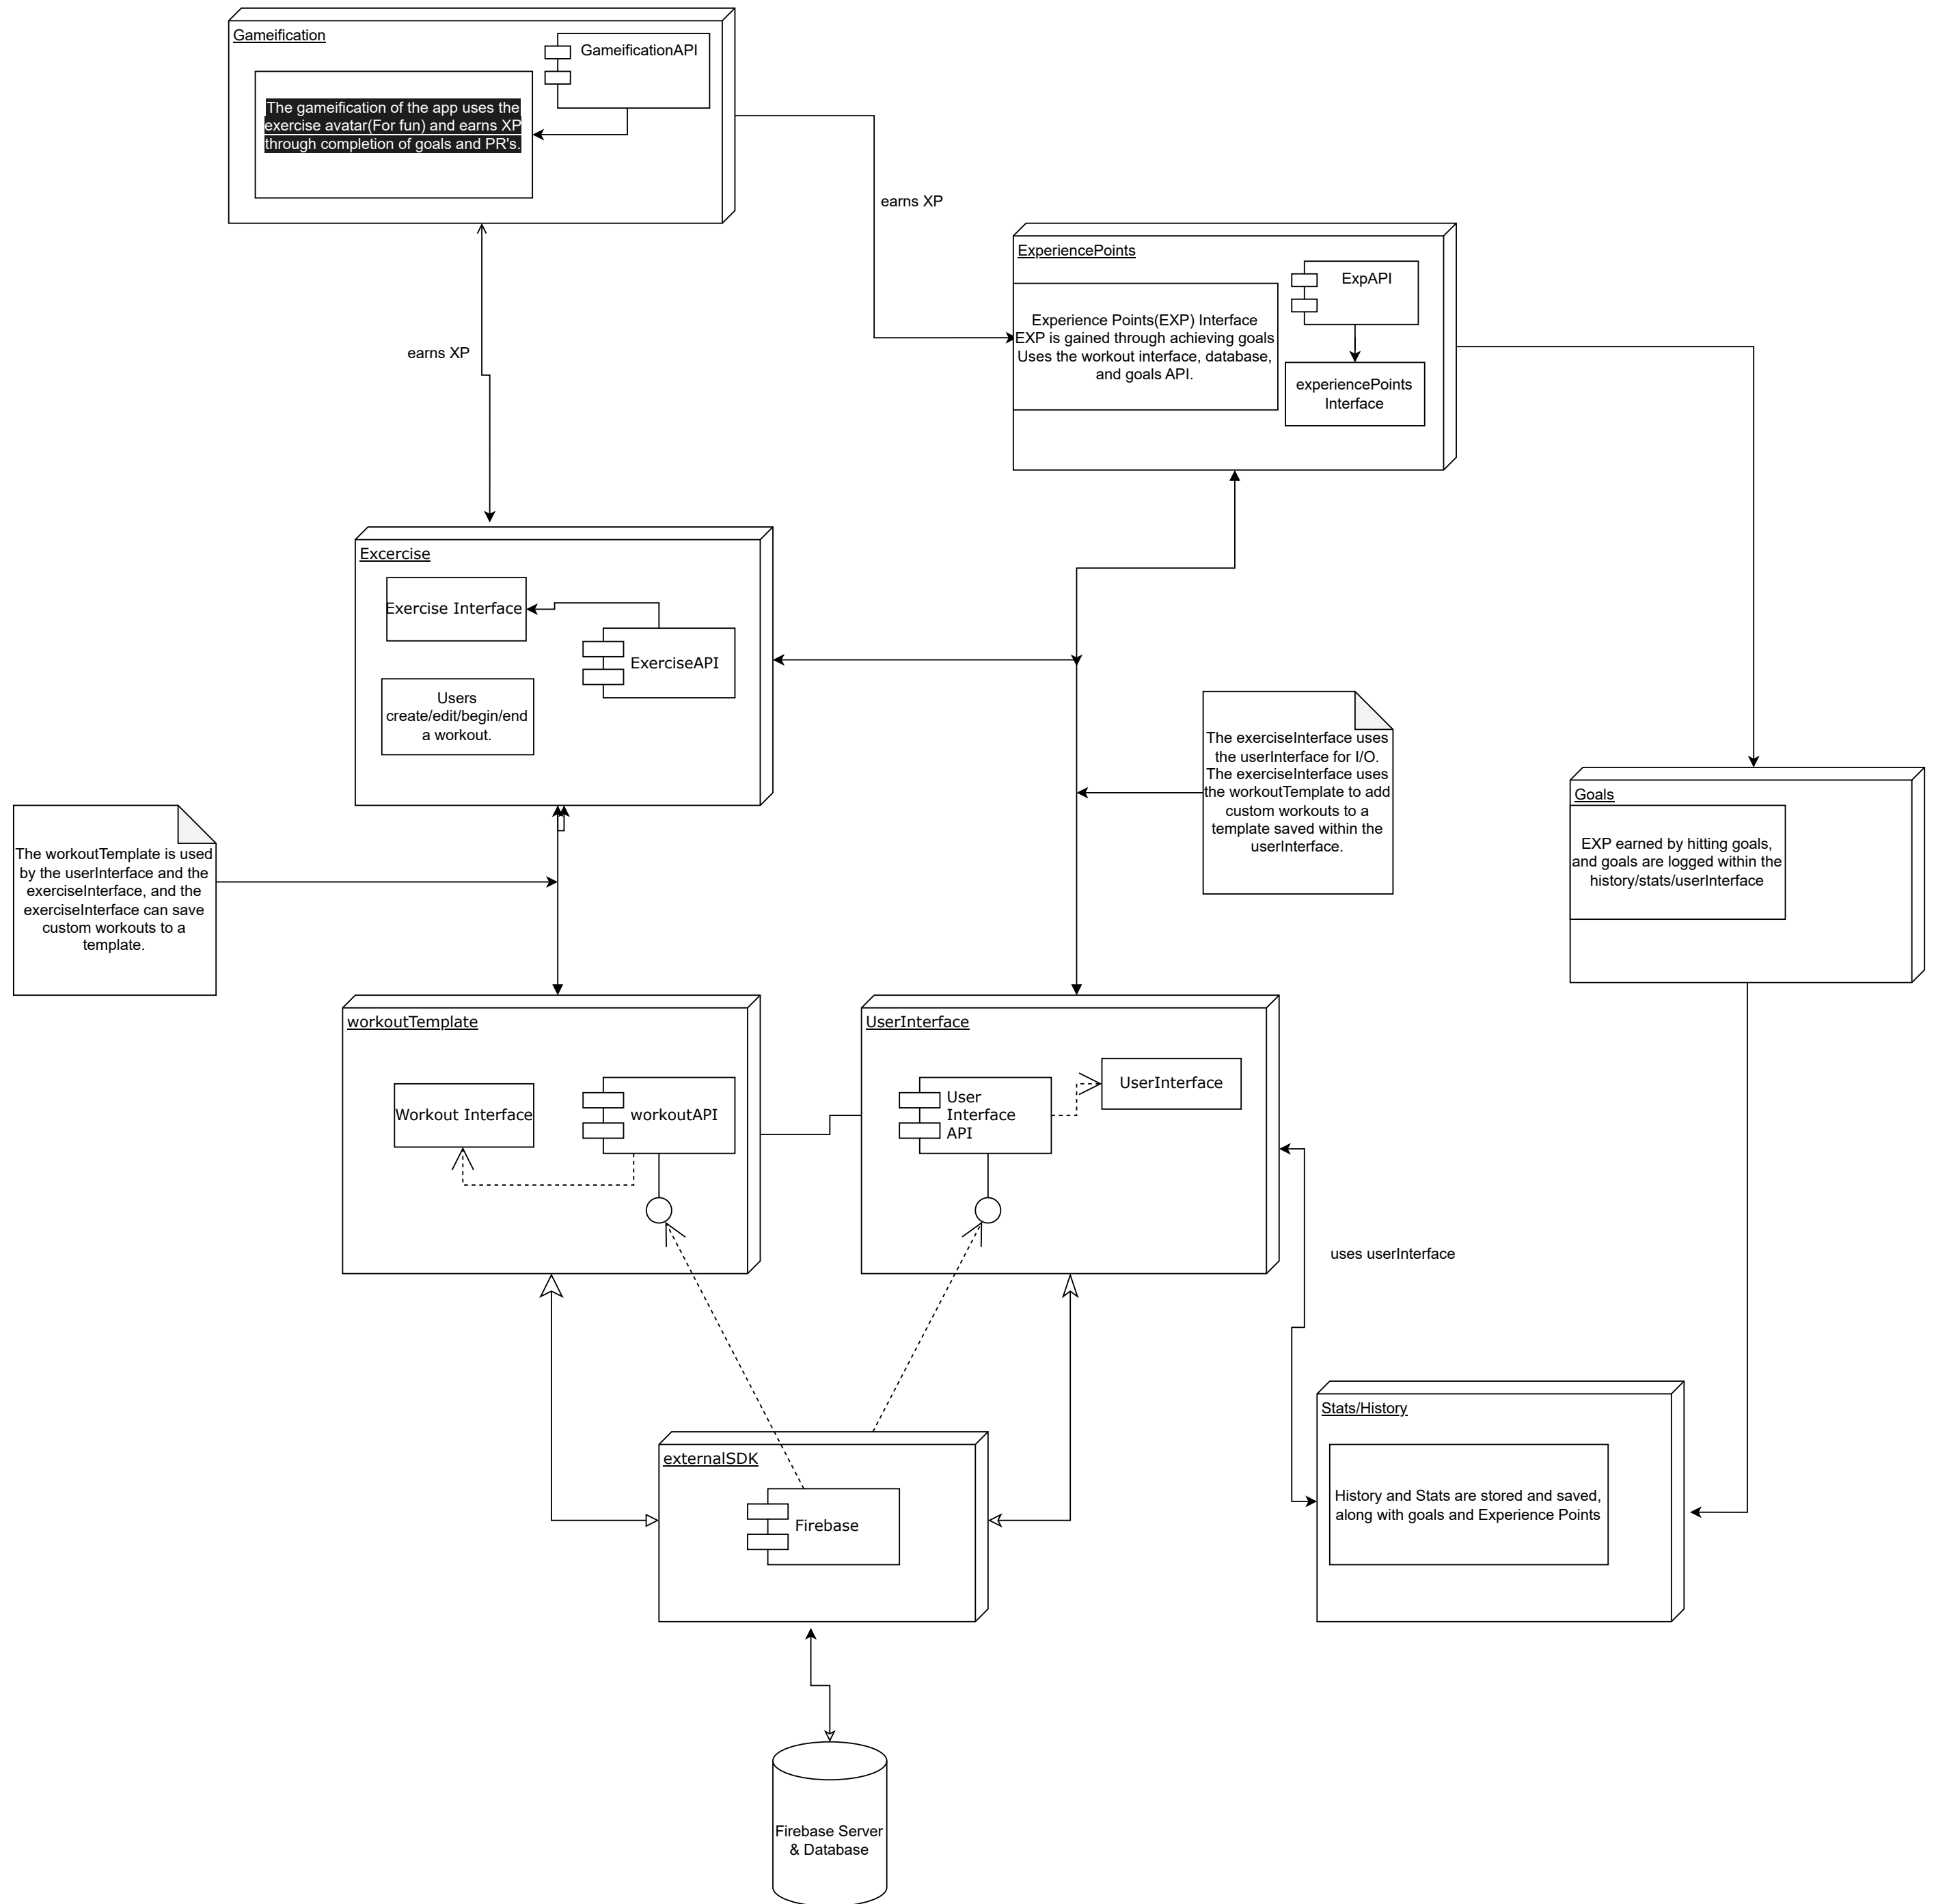 Gameification
GameificationAPI
The gameification of the app uses the
exercise avatar(For fun) and earns XP
through completion of goals and PR's.
earns XP
ExperiencePoints
ExpAPI
Experience Points(EXP) Interface
EXP is gained through achieving goals
Uses the workout interface, database,
and goals API.
experiencePoints
Interface
earns XP
Excercise
Exercise Interface
ExerciseAPI
Users
create/edit/begin/end
a workout.
The exerciseInterface uses
the userInterface for I/O.
The exerciseInterface uses
the workoutTemplate to add
custom workouts to a
template saved within the
userInterface.
Goals
EXP earned by hitting goals,
and goals are logged within the
history/stats/userInterface
The workoutTemplate is used
by the userInterface and the
exerciseInterface, and the
exerciseInterface can save
custom workouts to a
template.
workoutTemplate
Workout Interface
workoutAPI
UserInterface
User
Interface
API
UserInterface
uses userInterface
Stats/History
History and Stats are stored and saved,
along with goals and Experience Points
externalSDK
Firebase
Firebase Server
& Database